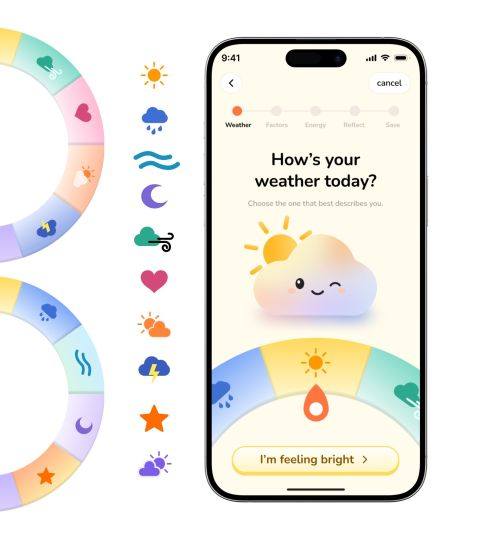 9:41
cancel
Weather Factors Energy Reflect Save
How's your
weather today?
Choose the one that best describes you.
I'm feeling bright